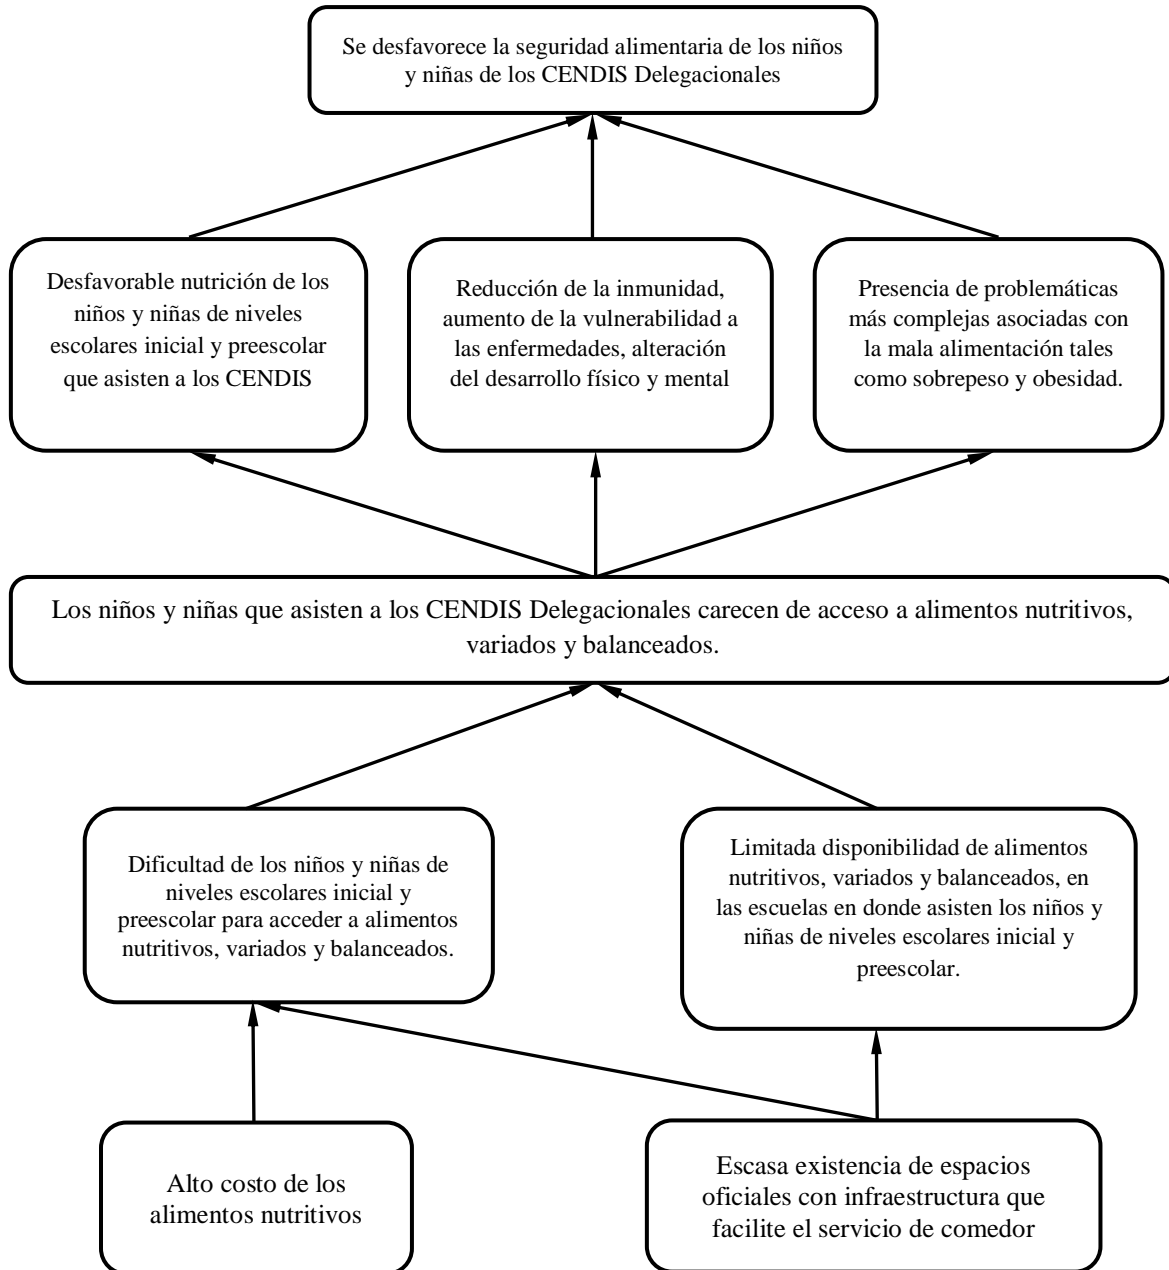 Se desfavorece la seguridad alimentaria de los niños
y niñas de los CENDIS Delegacionales
Desfavorable nutrición de los
niños y niñas de niveles
escolares inicial y preescolar
que asisten a los CENDIS
Reducción de la inmunidad,
aumento de la vulnerabilidad a
las enfermedades, alteración
del desarrollo físico y mental
Presencia de problemáticas
más complejas asociadas con
la mala alimentación tales
como sobrepeso y obesidad.
Los niños y niñas que asisten a los CENDIS Delegacionales carecen de acceso a alimentos nutritivos,
variados y balanceados.
Dificultad de los niños y niñas de
niveles escolares inicial y
preescolar para acceder a alimentos
nutritivos, variados y balanceados.
Limitada disponibilidad de alimentos
nutritivos, variados y balanceados, en
las escuelas en donde asisten los niños y
niñas de niveles escolares inicial y
preescolar.
Alto costo de los
alimentos nutritivos
Escasa existencia de espacios
oficiales con infraestructura que
facilite el servicio de comedor